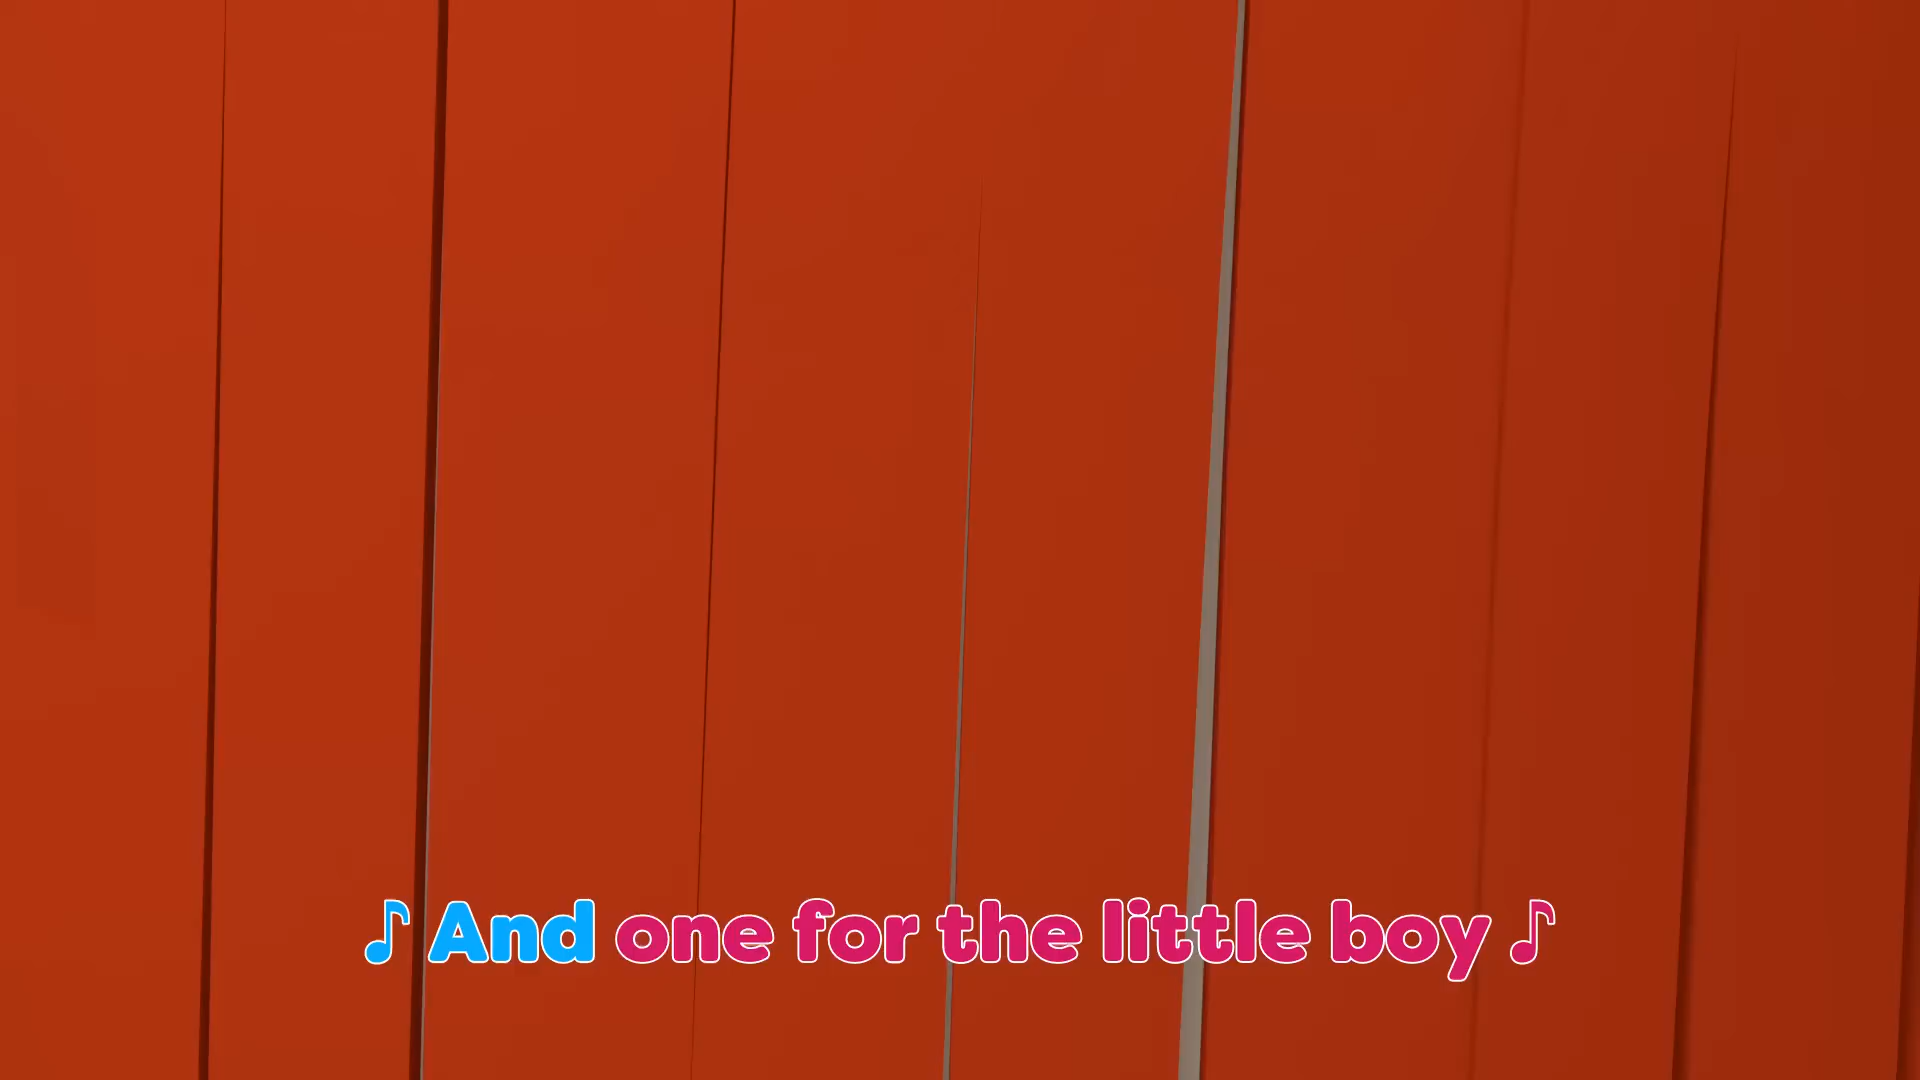 ♪ And one for the little boy ♪